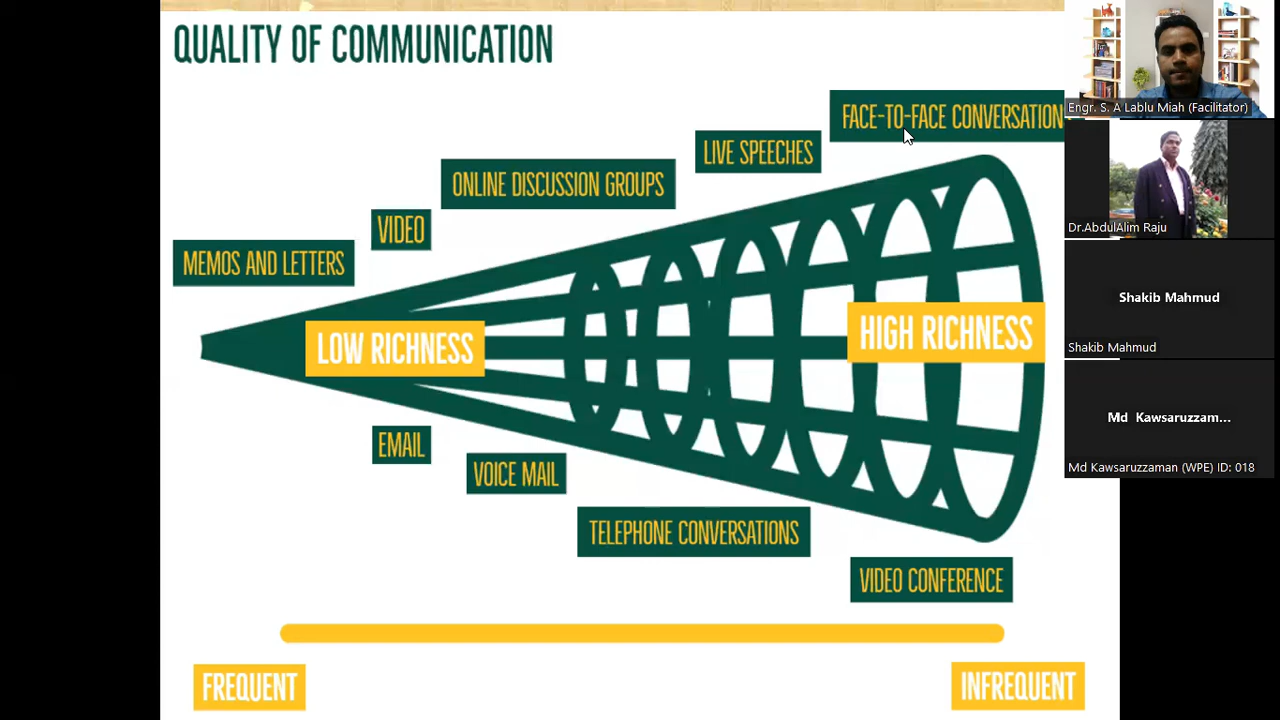 QUALITY OF COMMUNICATION
FACE-TO-FACE CONVERSATION
LIVE SPEECHES
ONLINE DISCUSSION GROUPS
VIDEO
MEMOS AND LETTERS
LOW RICHNESS
HIGH RICHNESS
EMAIL
VOICE MAIL
TELEPHONE CONVERSATIONS
VIDEO CONFERENCE
FREQUENT
INFREQUENT
Engr. S. A Lablu Miah (Facilitator)
Dr.AbdulAlim Raju
Shakib Mahmud
Shakib Mahmud
Md Kawsaruzzam...
Md Kawsaruzzaman (WPE) ID: 018